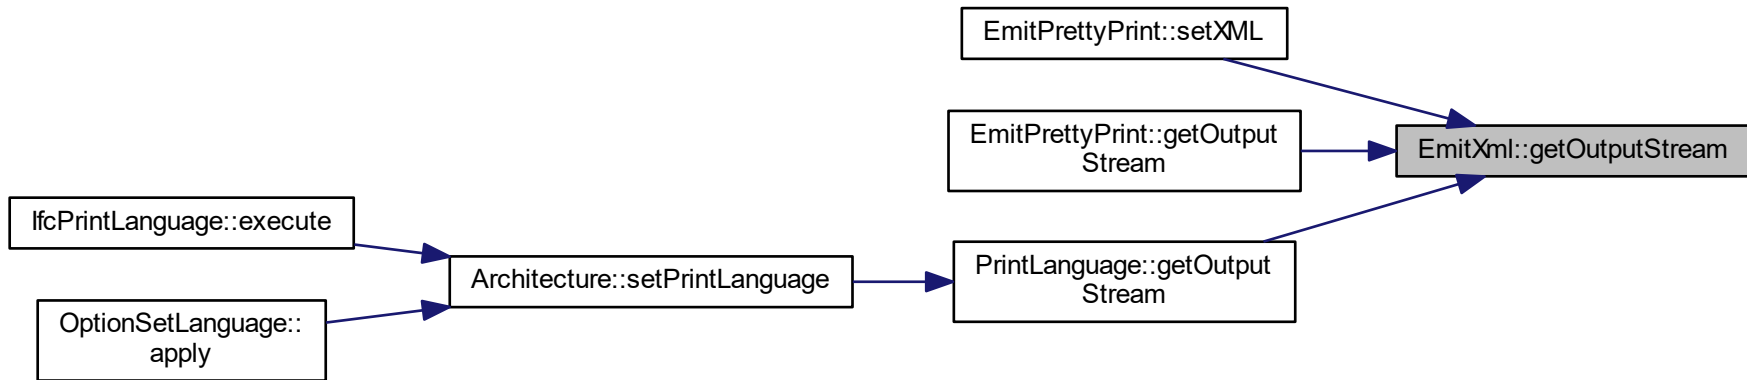 EmitPrettyPrint::setXML
EmitPrettyPrint::getOutput
Stream
EmitXml::getOutputStream
IfcPrintLanguage::execute
Architecture::setPrintLanguage
PrintLanguage::getOutput
Stream
OptionSetLanguage::
apply